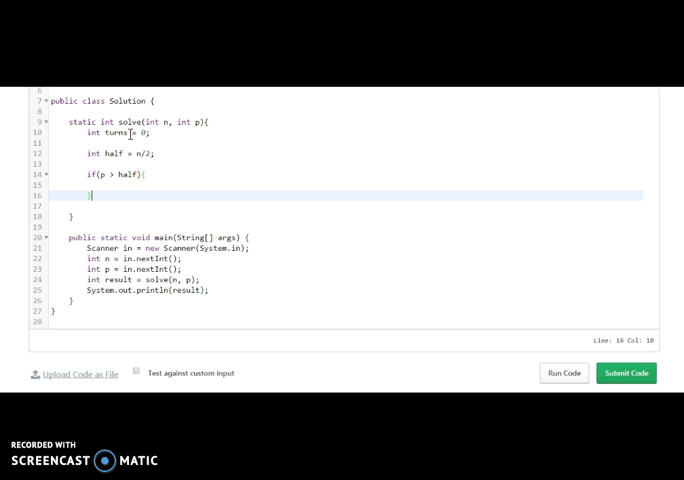 6
7 public class Solution {
8
9 static int solve(int n, int p){
10 int turns = 0;
11
12 int half = n/2;
13
14 if(p > half){
15
16 }
17
18 }
19
20 public static void main(String[] args) {
21 Scanner in = new Scanner(System.in);
22 int n = in.nextInt();
23 int p = in.nextInt();
24 int result = solve(n, p);
25 System.out.println(result);
26 }
27 }
28
Line: 16 Col: 10
Upload Code as File Test against custom input Run Code Submit Code
RECORDED WITH
SCREENCAST MATIC